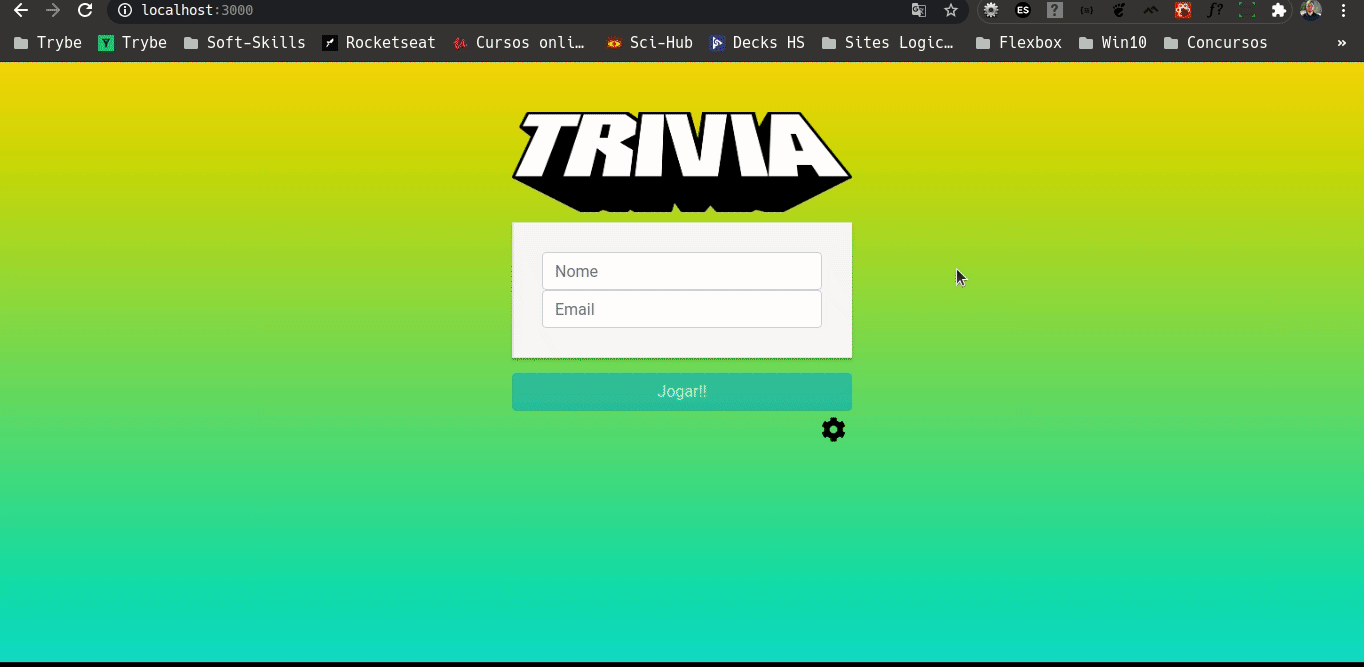 localhost:3000
ES ? {≡} f?
Trybe Trybe Soft-Skills Rocketseat Cursos onli… Sci-Hub Decks HS Sites Logic… Flexbox Win10 Concursos »
TRIVIA
Nome
Email
Jogar!!